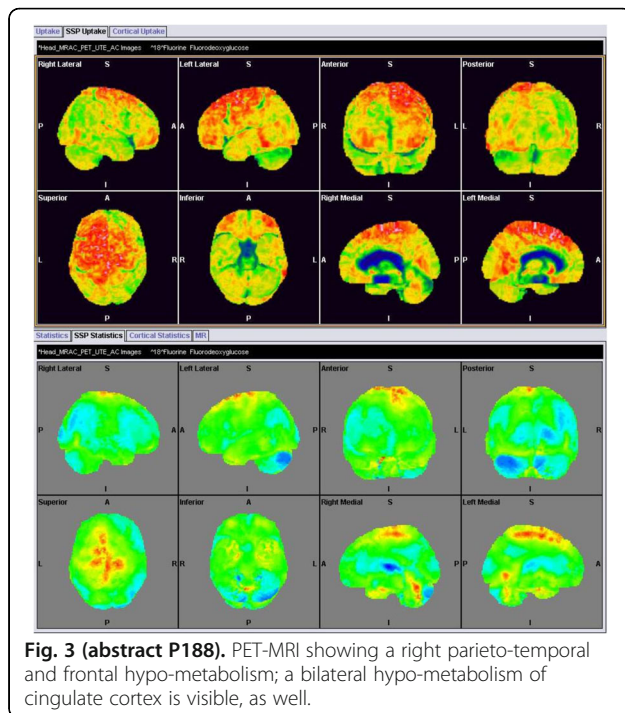 Uptake SSP Uptake Cortical Uptake
*Head_MRAC_PET_UTE_AC Images ^18^Fluorine Fluorodeoxyglucose
Right Lateral S Left Lateral S Anterior S Posterior S
P A A P R L L R
I I I I
Superior A Inferior A Right Medial S Left Medial S
L R R L A P P A
P P I I
Statistics SSP Statistics Cortical Statistics MR
*Head_MRAC_PET_UTE_AC Images ^18^Fluorine Fluorodeoxyglucose
Right Lateral S Left Lateral S Anterior S Posterior S
P A A P R L L R
I I I I
Superior A Inferior A Right Medial S Left Medial S
L R R L A P P A
P P I I
Fig. 3 (abstract P188). PET-MRI showing a right parieto-temporal
and frontal hypo-metabolism; a bilateral hypo-metabolism of
cingulate cortex is visible, as well.